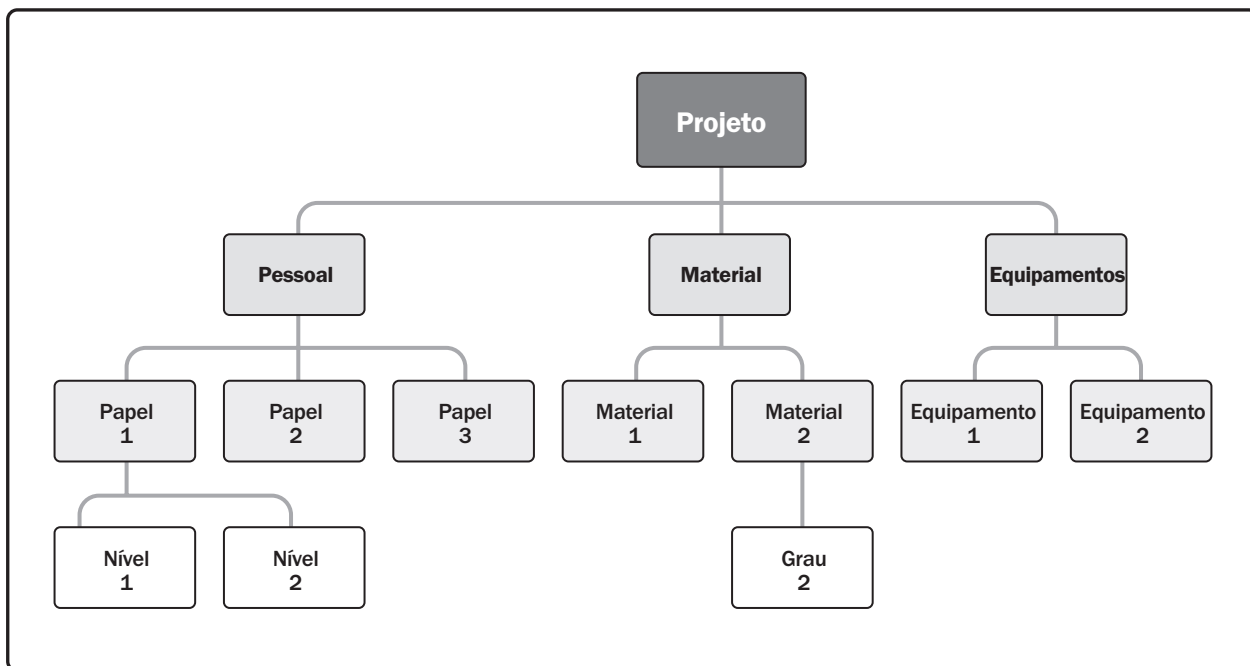 Projeto
Pessoal
Material
Equipamentos
Papel
1
Papel
2
Papel
3
Material
1
Material
2
Equipamento
1
Equipamento
2
Nível
1
Nível
2
Grau
2